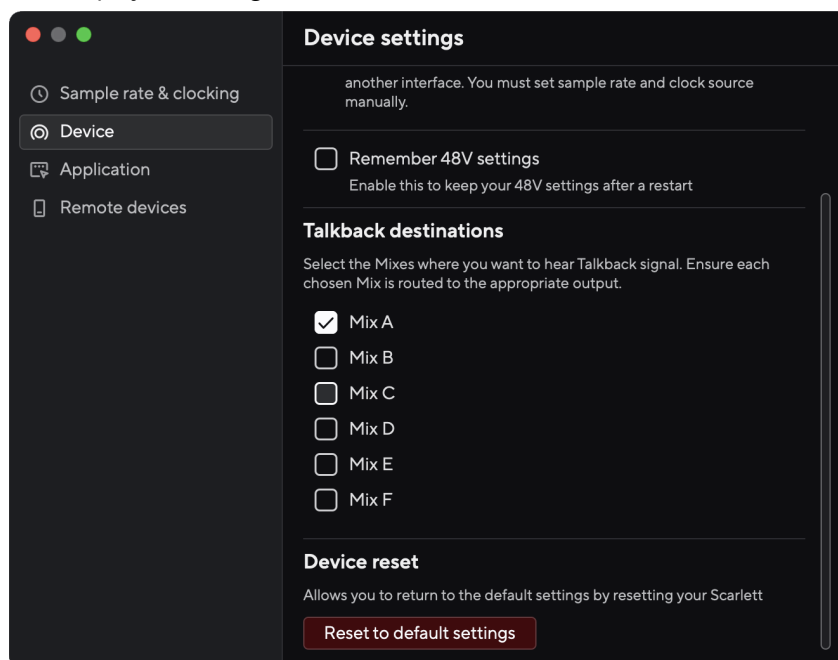 Device settings
Sample rate & clocking
Device
Application
Remote devices
another interface. You must set sample rate and clock source
manually.
Remember 48V settings
Enable this to keep your 48V settings after a restart
Talkback destinations
Select the Mixes where you want to hear Talkback signal. Ensure each
chosen Mix is routed to the appropriate output.
Mix A
Mix B
Mix C
Mix D
Mix E
Mix F
Device reset
Allows you to return to the default settings by resetting your Scarlett
Reset to default settings